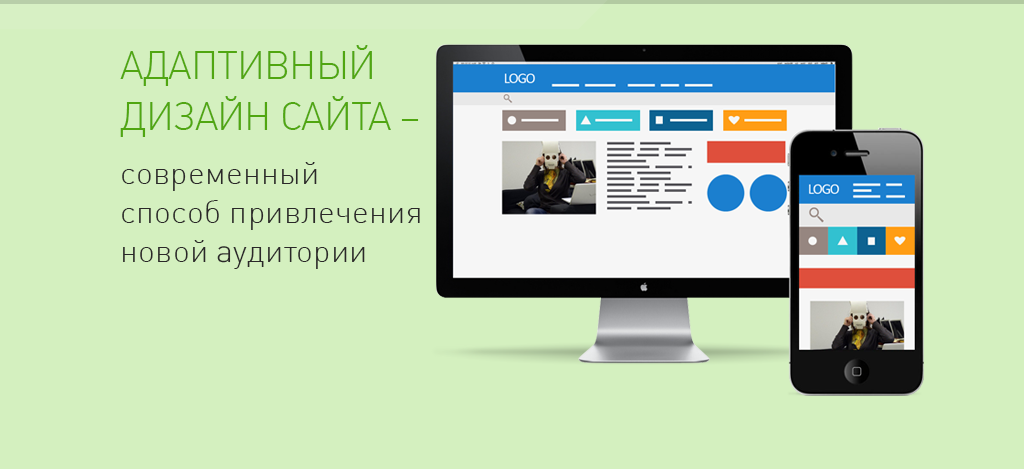 АДАПТИВНЫЙ
ДИЗАЙН САЙТА –
современный
способ привлечения
новой аудитории
LOGO
LOGO